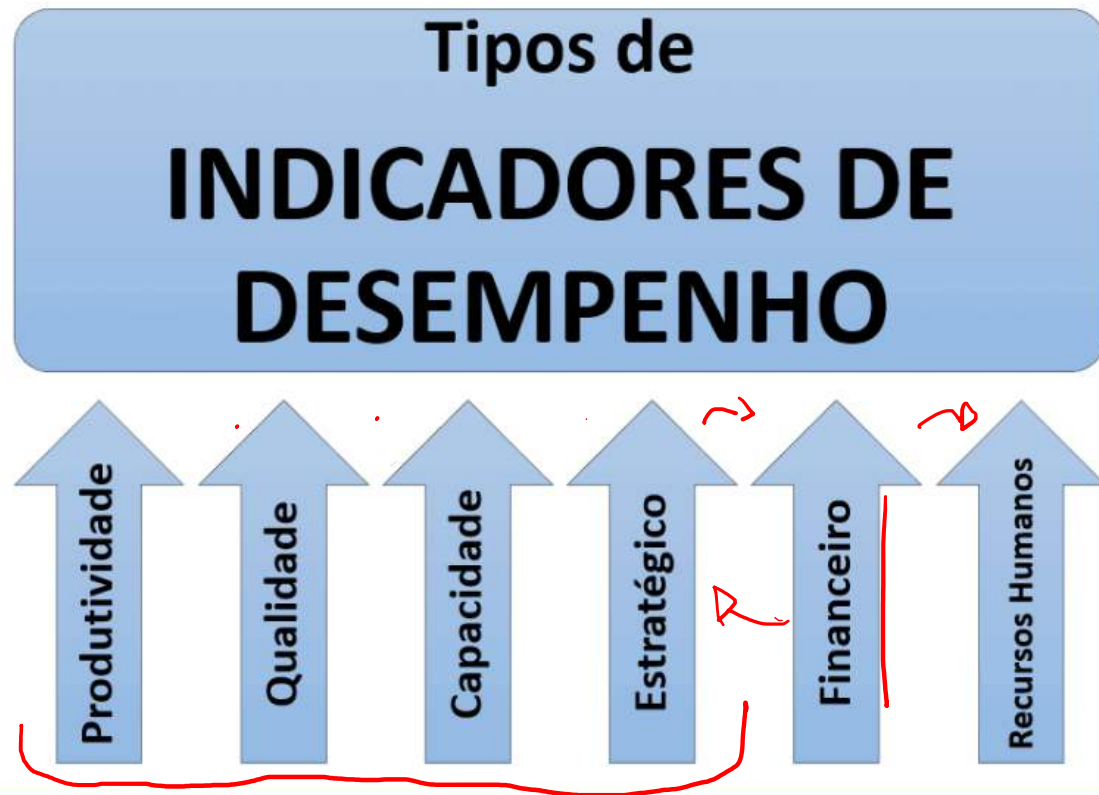 Tipos de
INDICADORES DE
DESEMPENHO
Produtividade
Qualidade
Capacidade
Estratégico
Financeiro
Recursos Humanos